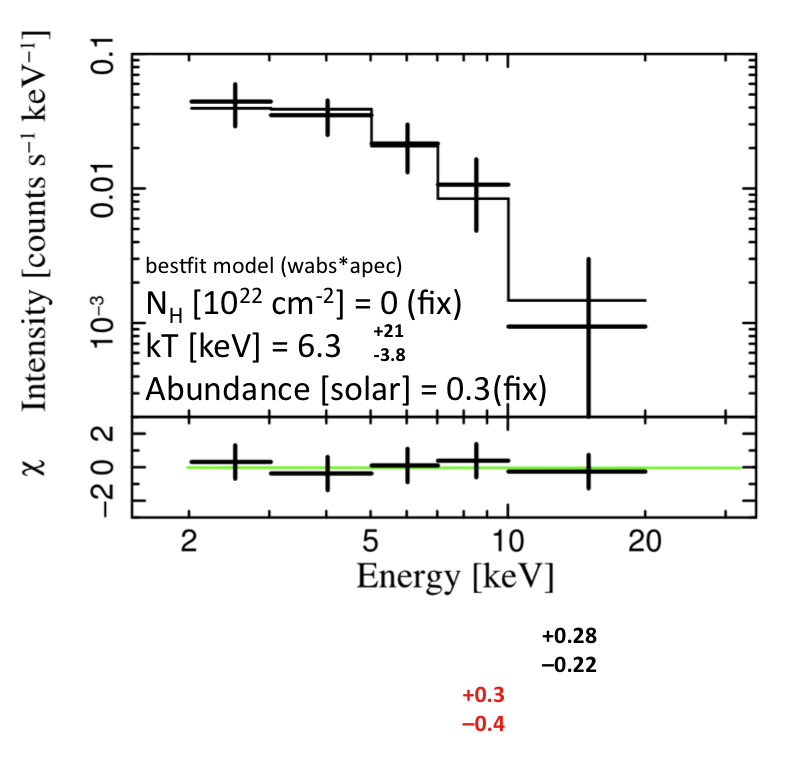 Intensity [counts s⁻¹ keV⁻¹]
0.1
0.01
10⁻³
bestfit model (wabs*apec)
N_H [10²² cm⁻²] = 0 (fix)
kT [keV] = 6.3 +21 -3.8
Abundance [solar] = 0.3(fix)
χ
2
0
−2
2 5 10 20
Energy [keV]
+0.28
−0.22
+0.3
−0.4